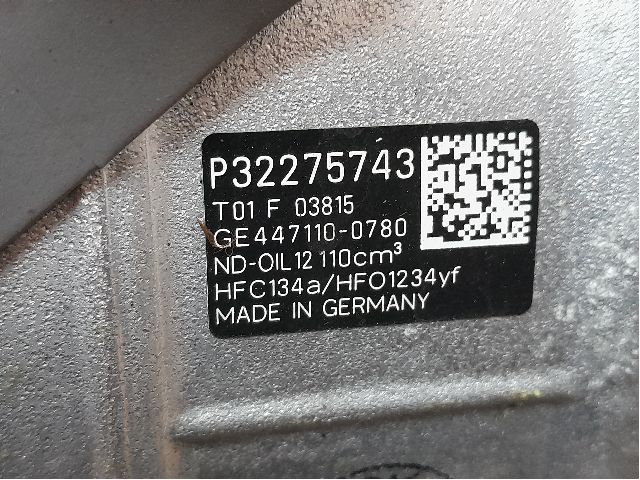 P32275743
T01 F 03815
GE447110-0780
ND-OIL12 110cm³
HFC134a/HFO1234yf
MADE IN GERMANY